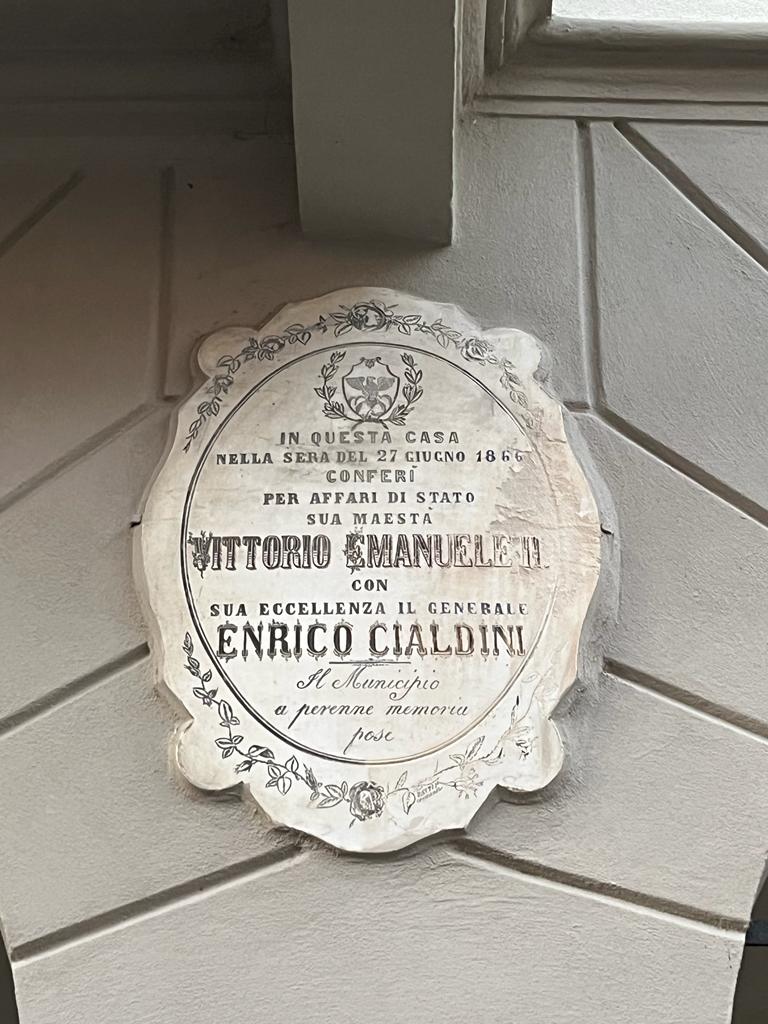 IN QUESTA CASA
NELLA SERA DEL 27 GIUGNO 1866
CONFERÌ
PER AFFARI DI STATO
SUA MAESTÀ
VITTORIO EMANUELE II.
CON
SUA ECCELLENZA IL GENERALE
ENRICO CIALDINI
Il Municipio
a perenne memoria
pose